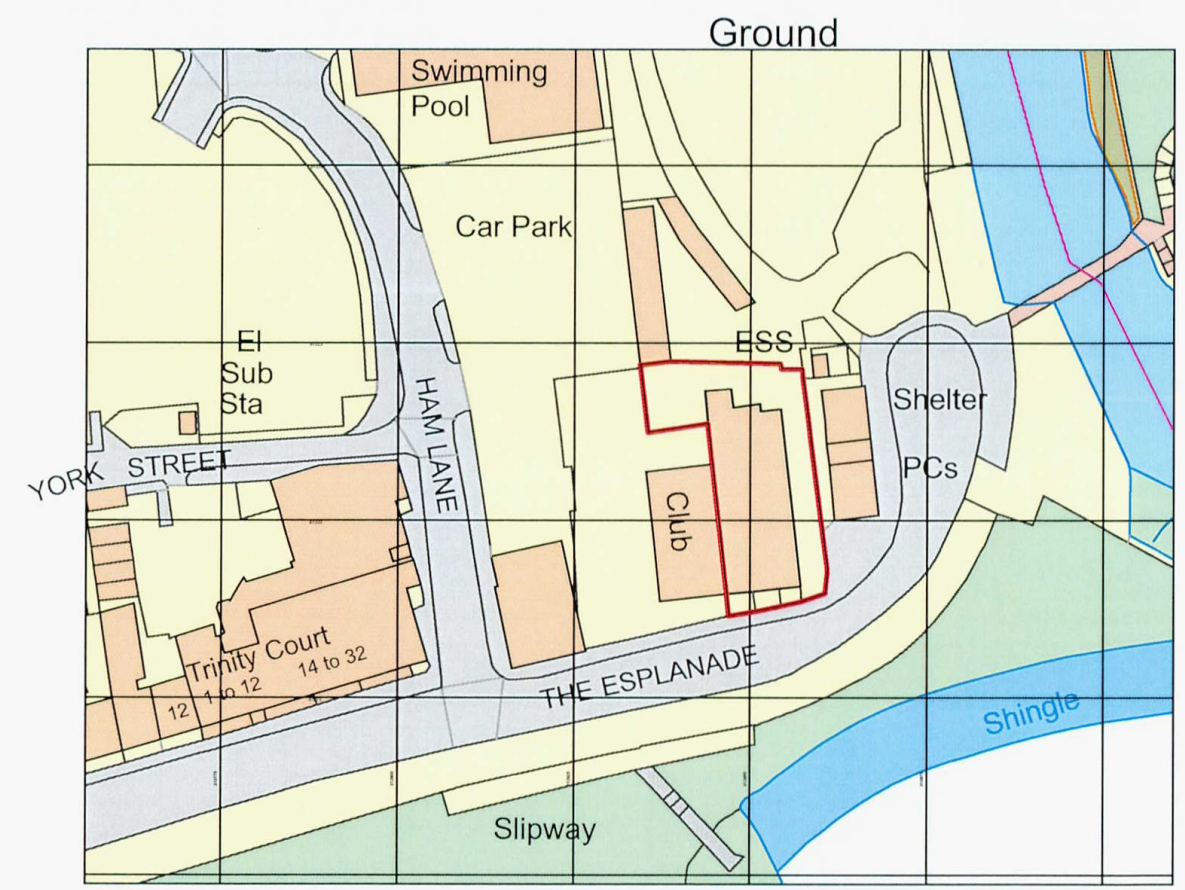 Ground
Swimming
Pool
Car Park
El
Sub
Sta
ESS
HAM LANE
Shelter
YORK STREET
PCs
Club
Trinity Court
1 to 12
14 to 32
12
THE ESPLANADE
Shingle
Slipway